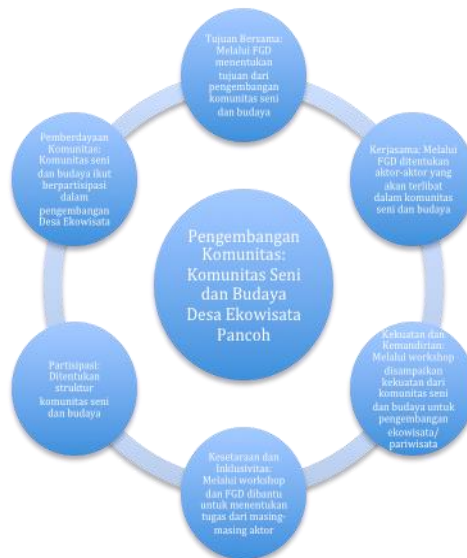 Tujuan Bersama:
Melalui FGD
menentukan
tujuan dari
pengembangan
komunitas seni
dan budaya
Kerjasama: Melalui
FGD ditentukan
aktor-aktor yang
akan terlibat
dalam komunitas
seni dan budaya
Kekuatan dan
Kemandirian:
Melalui workshop
disampaikan
kekuatan dari
komunitas seni
dan budaya untuk
pengembangan
ekowisata/
pariwisata
Kesetaraan dan
Inklusivitas:
Melalui workshop
dan FGD dibantu
untuk menentukan
tugas dari masing-
masing aktor
Partisipasi:
Ditentukan
struktur
komunitas seni
dan budaya
Pemberdayaan
Komunitas:
Komunitas seni
dan budaya ikut
berpartisipasi
dalam
pengembangan
Desa Ekowisata
Pengembangan
Komunitas:
Komunitas Seni
dan Budaya
Desa Ekowisata
Pancoh